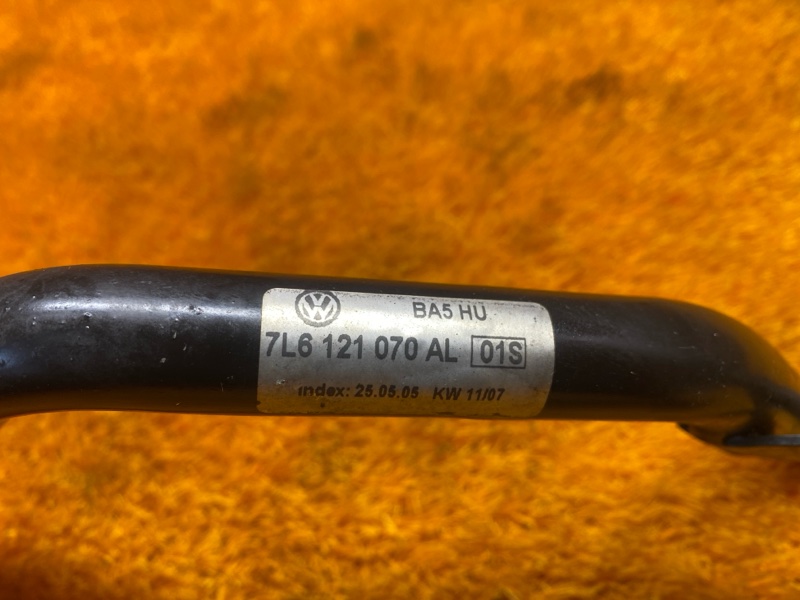 BA5 HU
7L6 121 070 AL 01S
Index: 25.05.05 KW 11/07